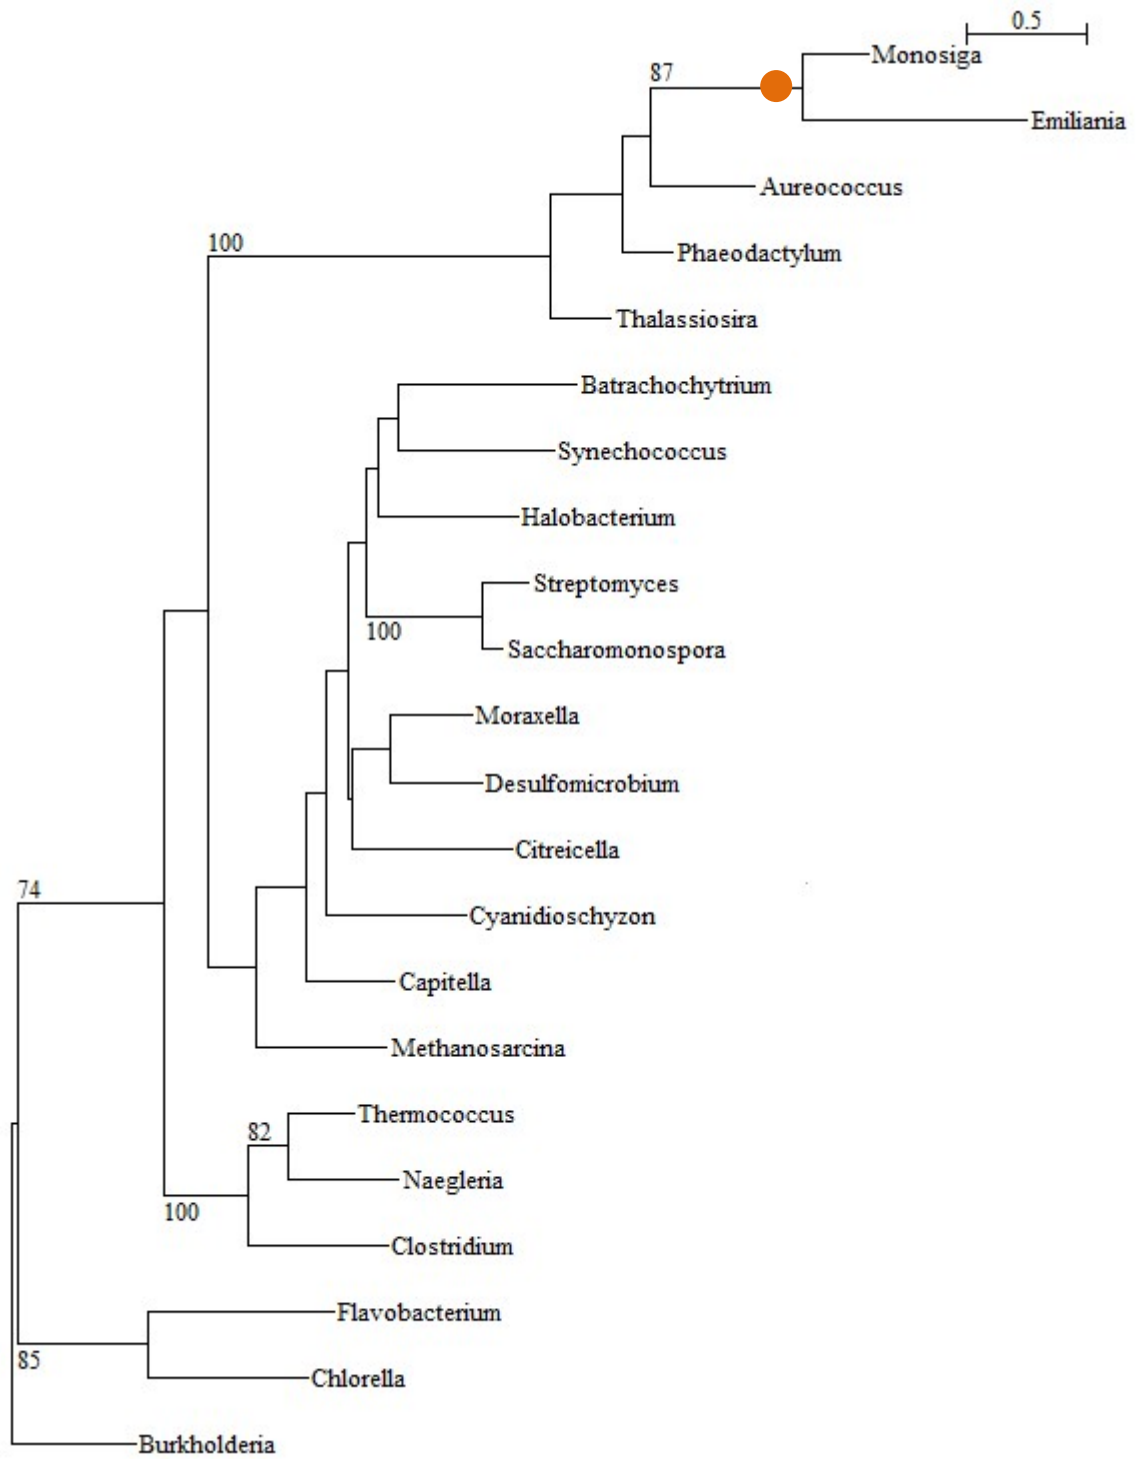 0.5
Monosiga
87
Emiliania
Aureococcus
100
Phaeodactylum
Thalassiosira
Batrachochytrium
Synechococcus
Halobacterium
Streptomyces
100
Saccharomonospora
Moraxella
Desulfomicrobium
Citreicella
74
Cyanidioschyzon
Capitella
Methanosarcina
Thermococcus
82
Naegleria
100
Clostridium
Flavobacterium
85
Chlorella
Burkholderia